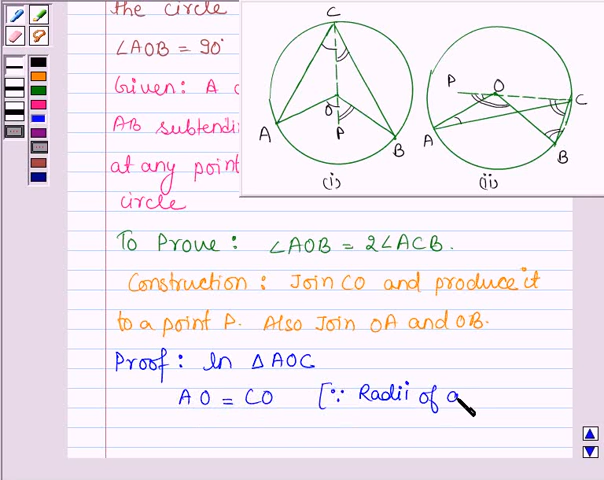 the circle
∠AOB = 90°
Given: A
AB subtendi
at any point
circle
C
O
A
P
B
(i)
P
O
C
A
B
(ii)
To Prove : ∠AOB = 2∠ACB.
Construction : Join CO and produce it
to a point P. Also Join OA and OB.
Proof : In △AOC
AO = CO [∵ Radii of